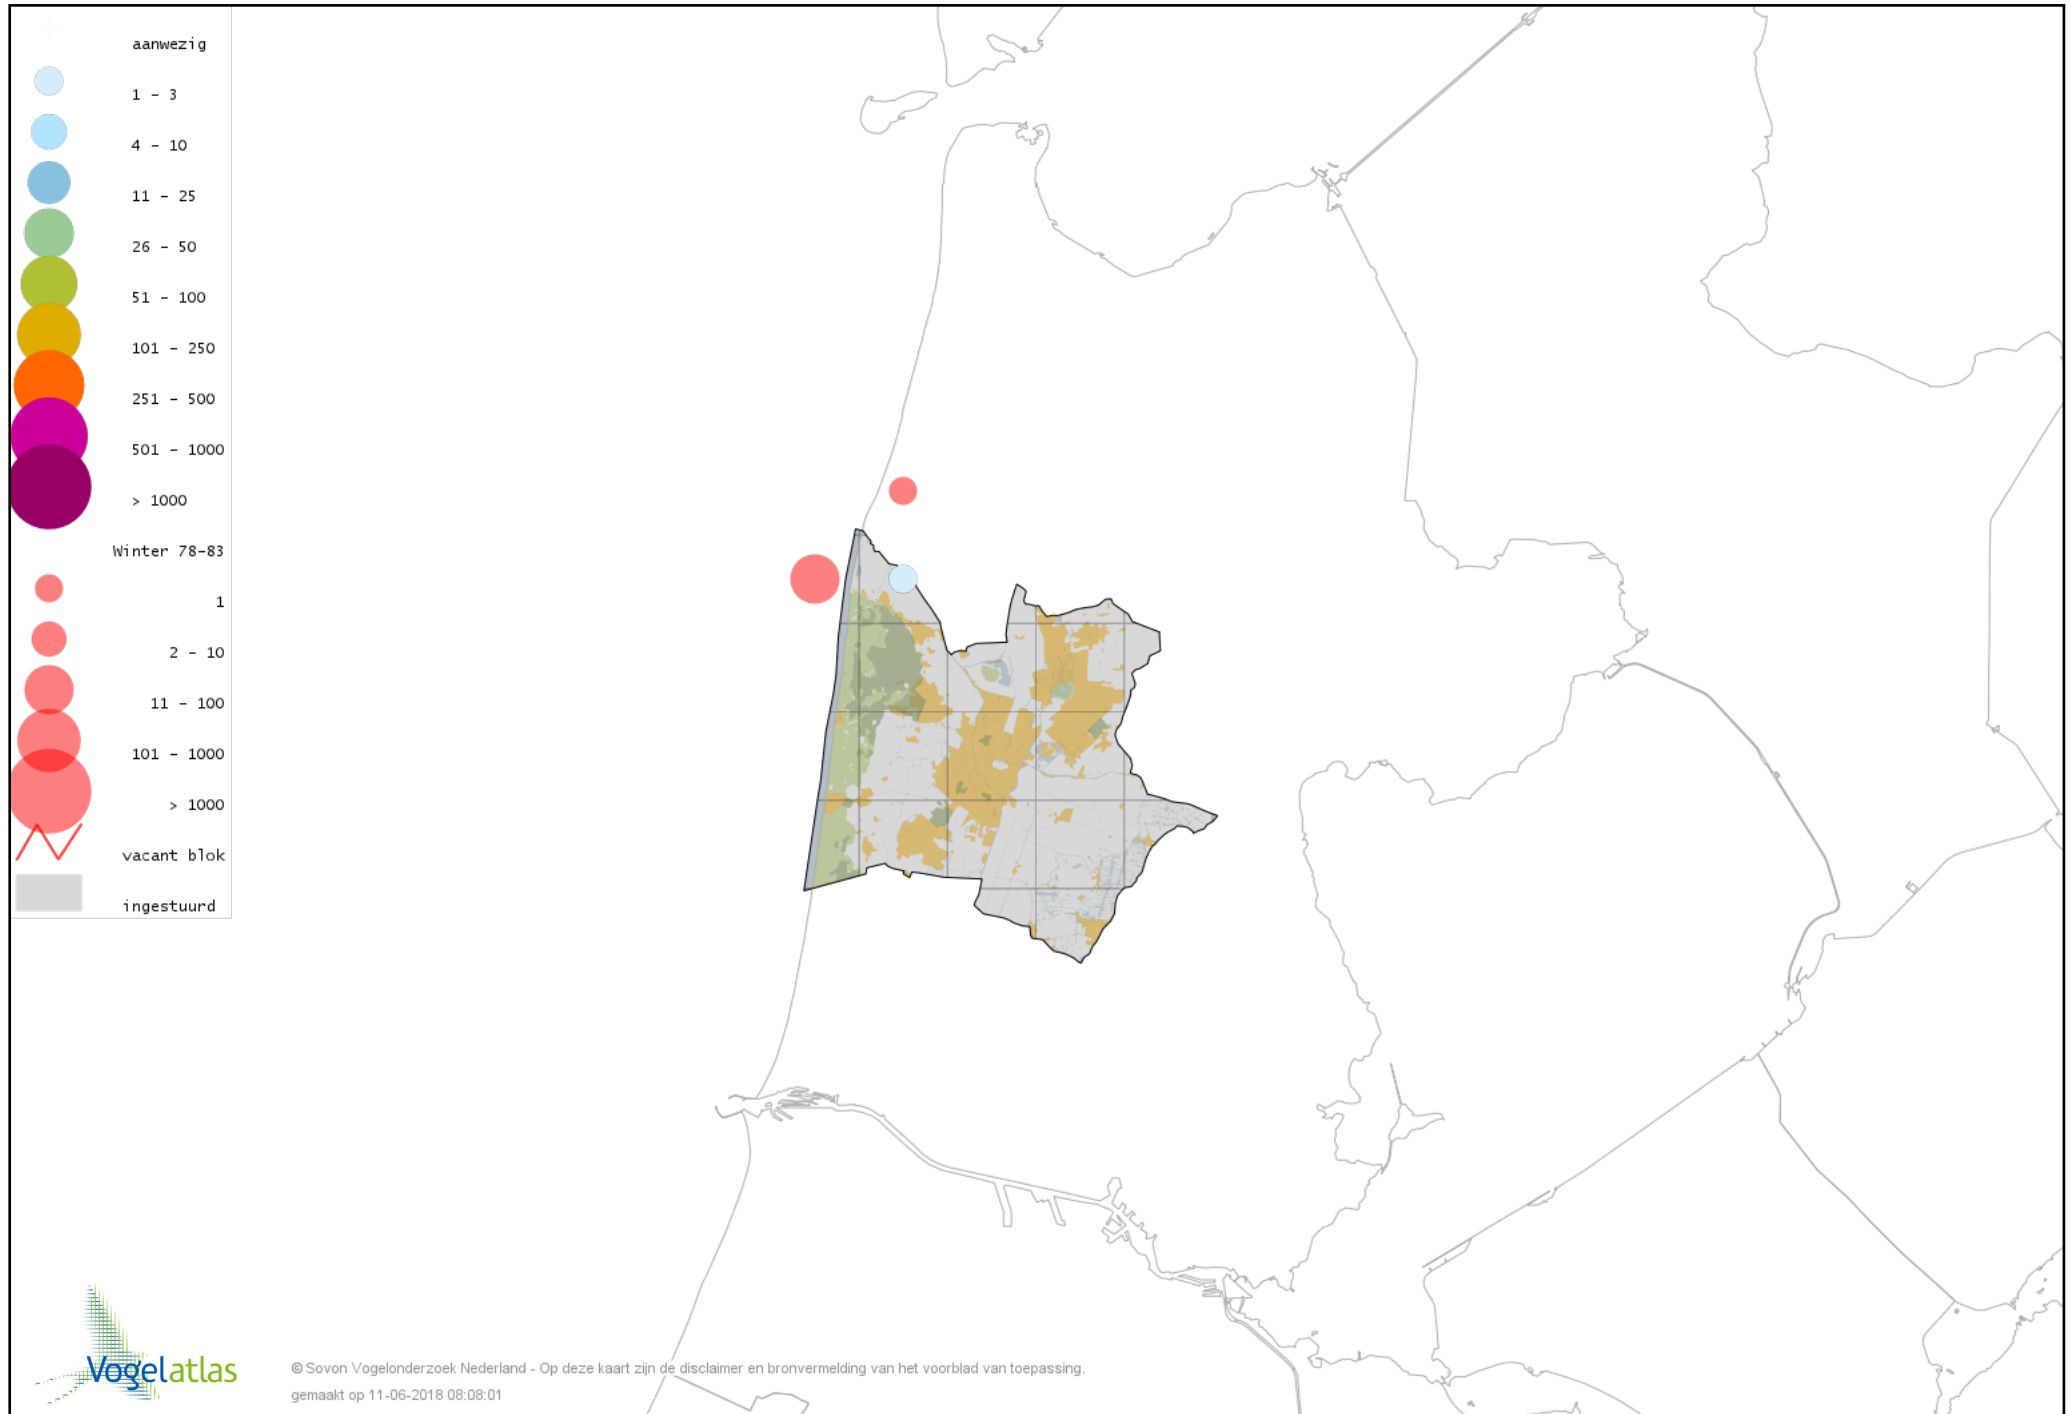 aanwezig
1 - 3
4 - 10
11 - 25
26 - 50
51 - 100
101 - 250
251 - 500
501 - 1000
> 1000
Winter 78-83
1
2 - 10
11 - 100
101 - 1000
> 1000
vacant blok
ingestuurd
Vogelatlas
© Sovon Vogelonderzoek Nederland - Op deze kaart zijn de disclaimer en bronvermelding van het voorblad van toepassing.
gemaakt op 11-06-2018 08:08:01